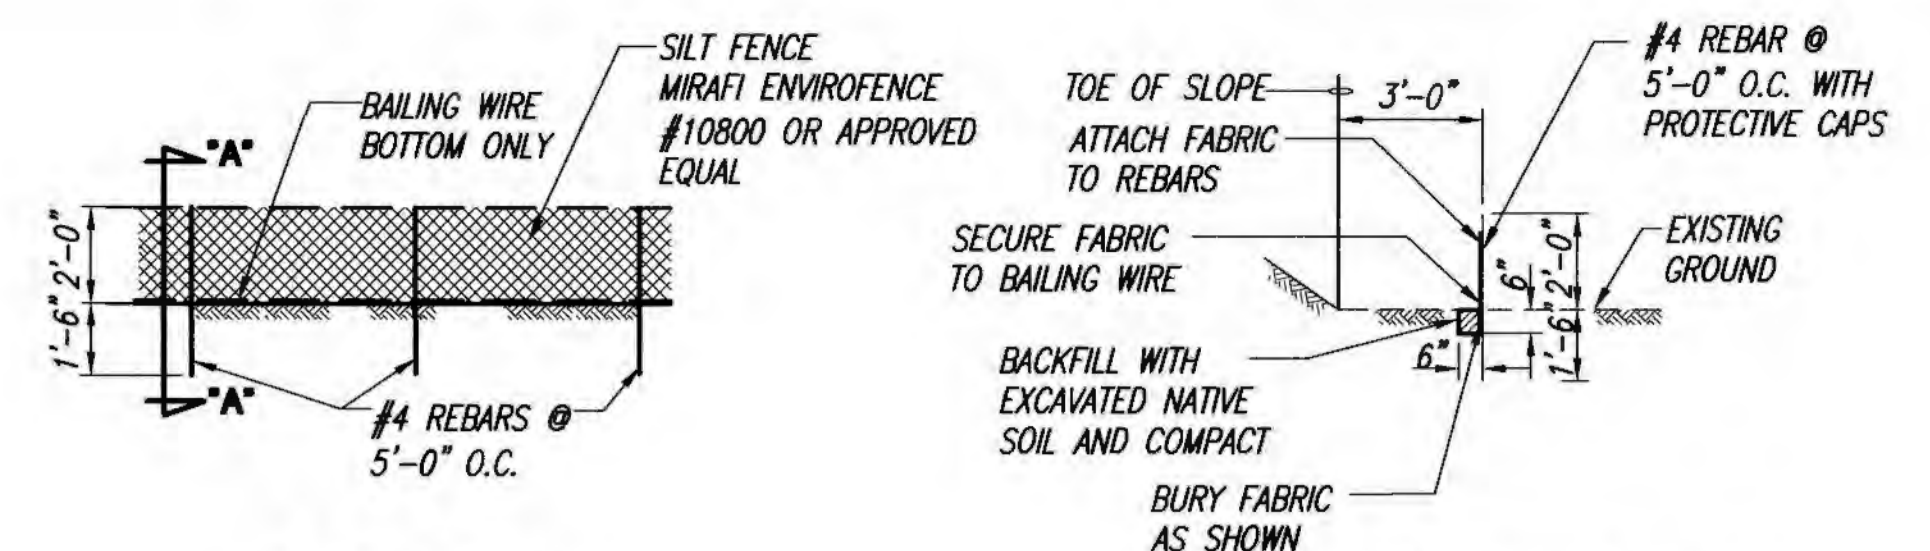 SILT FENCE
MIRAFI ENVIROFENCE
#10800 OR APPROVED
EQUAL
BAILING WIRE
BOTTOM ONLY
"A"
2'-0"
1'-6"
"A"
#4 REBARS @
5'-0" O.C.
#4 REBAR @
5'-0" O.C. WITH
PROTECTIVE CAPS
TOE OF SLOPE
3'-0"
ATTACH FABRIC
TO REBARS
SECURE FABRIC
TO BAILING WIRE
EXISTING
GROUND
6"
2'-0"
1'-6"
6"
BACKFILL WITH
EXCAVATED NATIVE
SOIL AND COMPACT
BURY FABRIC
AS SHOWN